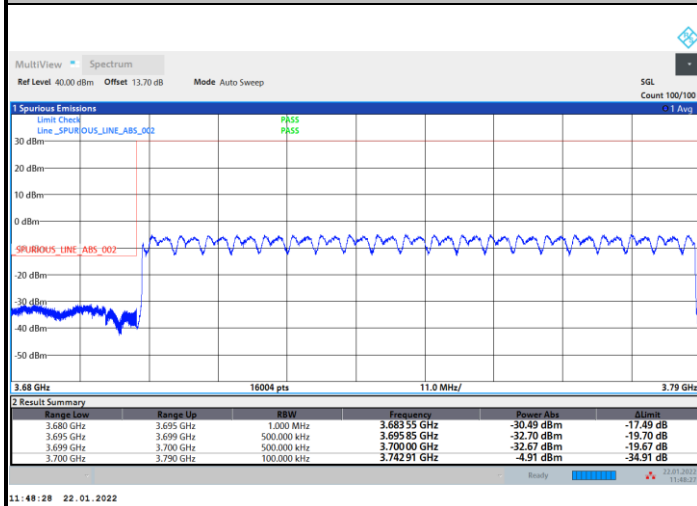 MultiView Spectrum
Ref Level 40.00 dBm Offset 13.70 dB Mode Auto Sweep SGL
Count 100/100
1 Spurious Emissions 1 Avg
Limit Check PASS
Line _SPURIOUS_LINE_ABS_002 PASS
30 dBm
20 dBm
10 dBm
0 dBm
SPURIOUS_LINE_ABS_002
-20 dBm
-30 dBm
-40 dBm
-50 dBm
3.68 GHz 16004 pts 11.0 MHz/ 3.79 GHz
2 Result Summary
Range Low Range Up RBW Frequency Power Abs ΔLimit
3.680 GHz 3.695 GHz 1.000 MHz 3.683 55 GHz -30.49 dBm -17.49 dB
3.695 GHz 3.699 GHz 500.000 kHz 3.695 85 GHz -32.70 dBm -19.70 dB
3.699 GHz 3.700 GHz 500.000 kHz 3.700 00 GHz -32.67 dBm -19.67 dB
3.700 GHz 3.790 GHz 100.000 kHz 3.742 91 GHz -4.91 dBm -34.91 dB
Ready 22.01.2022
11:48:27
11:48:28 22.01.2022